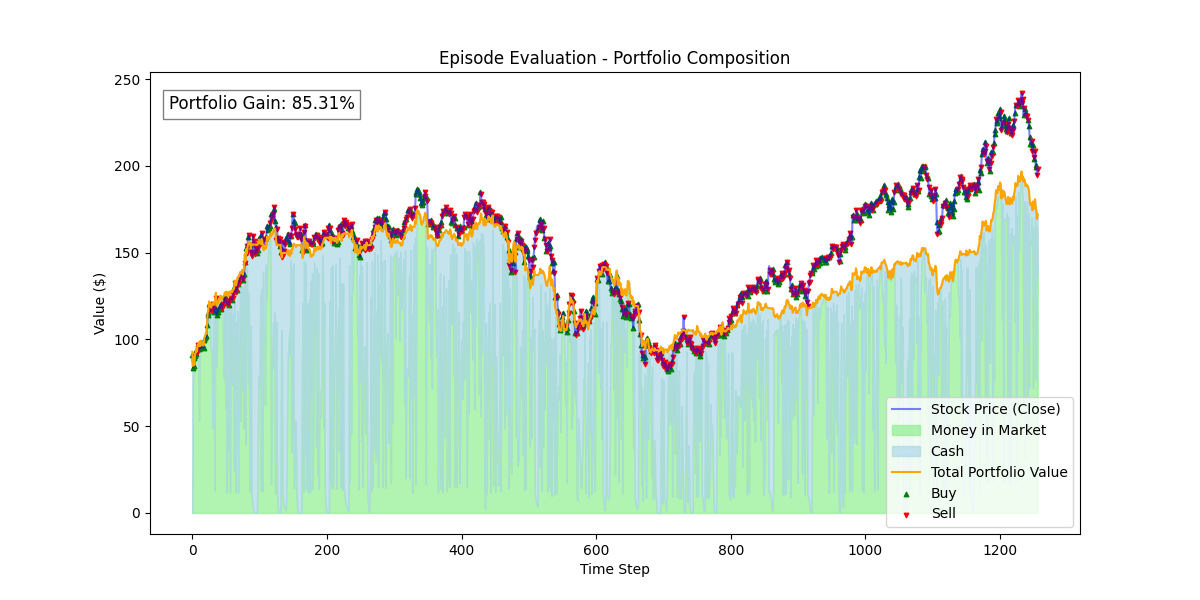 Episode Evaluation - Portfolio Composition
Portfolio Gain: 85.31%
Value ($)
250
200
150
100
50
0
0 200 400 600 800 1000 1200
Time Step
Stock Price (Close)
Money in Market
Cash
Total Portfolio Value
Buy
Sell